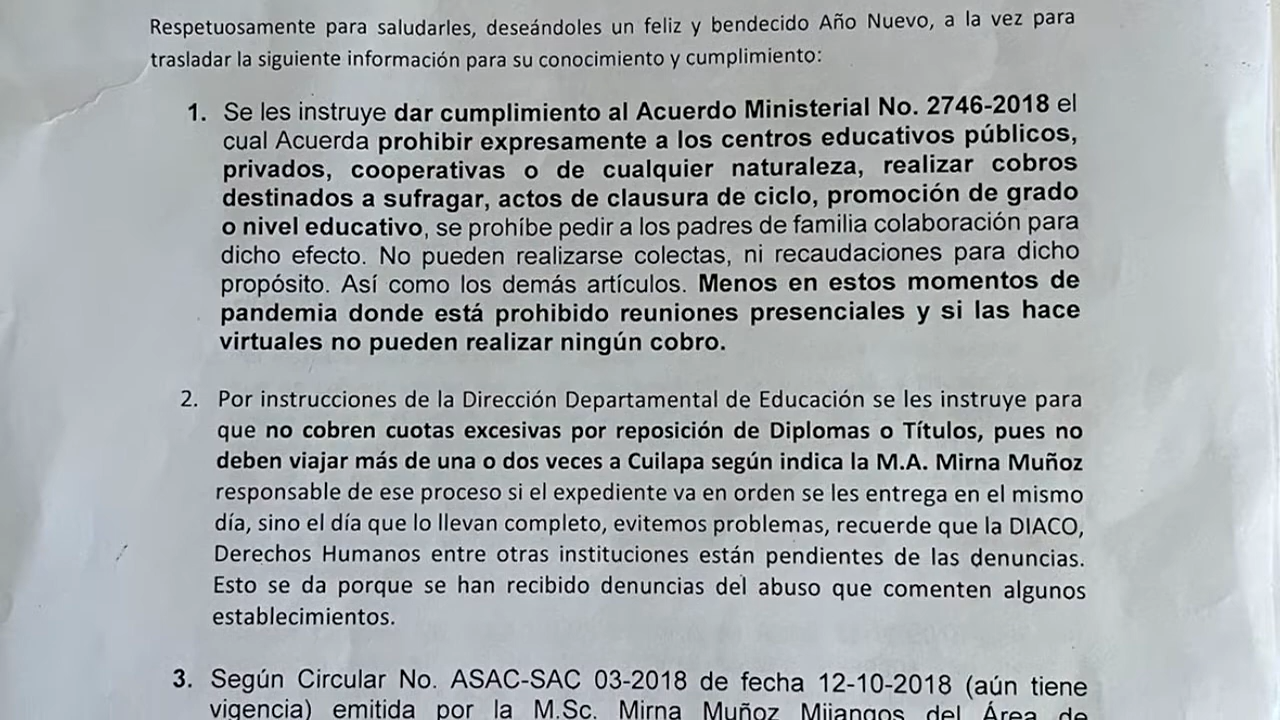 Respetuosamente para saludarles, deseándoles un feliz y bendecido Año Nuevo, a la vez para
trasladar la siguiente información para su conocimiento y cumplimiento:
1. Se les instruye dar cumplimiento al Acuerdo Ministerial No. 2746-2018 el
cual Acuerda prohibir expresamente a los centros educativos públicos,
privados, cooperativas o de cualquier naturaleza, realizar cobros
destinados a sufragar, actos de clausura de ciclo, promoción de grado
o nivel educativo, se prohíbe pedir a los padres de familia colaboración para
dicho efecto. No pueden realizarse colectas, ni recaudaciones para dicho
propósito. Así como los demás artículos. Menos en estos momentos de
pandemia donde está prohibido reuniones presenciales y si las hace
virtuales no pueden realizar ningún cobro.
2. Por instrucciones de la Dirección Departamental de Educación se les instruye para
que no cobren cuotas excesivas por reposición de Diplomas o Títulos, pues no
deben viajar más de una o dos veces a Cuilapa según indica la M.A. Mirna Muñoz
responsable de ese proceso si el expediente va en orden se les entrega en el mismo
día, sino el día que lo llevan completo, evitemos problemas, recuerde que la DIACO,
Derechos Humanos entre otras instituciones están pendientes de las denuncias.
Esto se da porque se han recibido denuncias del abuso que comenten algunos
establecimientos.
3. Según Circular No. ASAC-SAC 03-2018 de fecha 12-10-2018 (aún tiene
vigencia) emitida por la M.Sc. Mirna Muñoz Mijangos del Área de